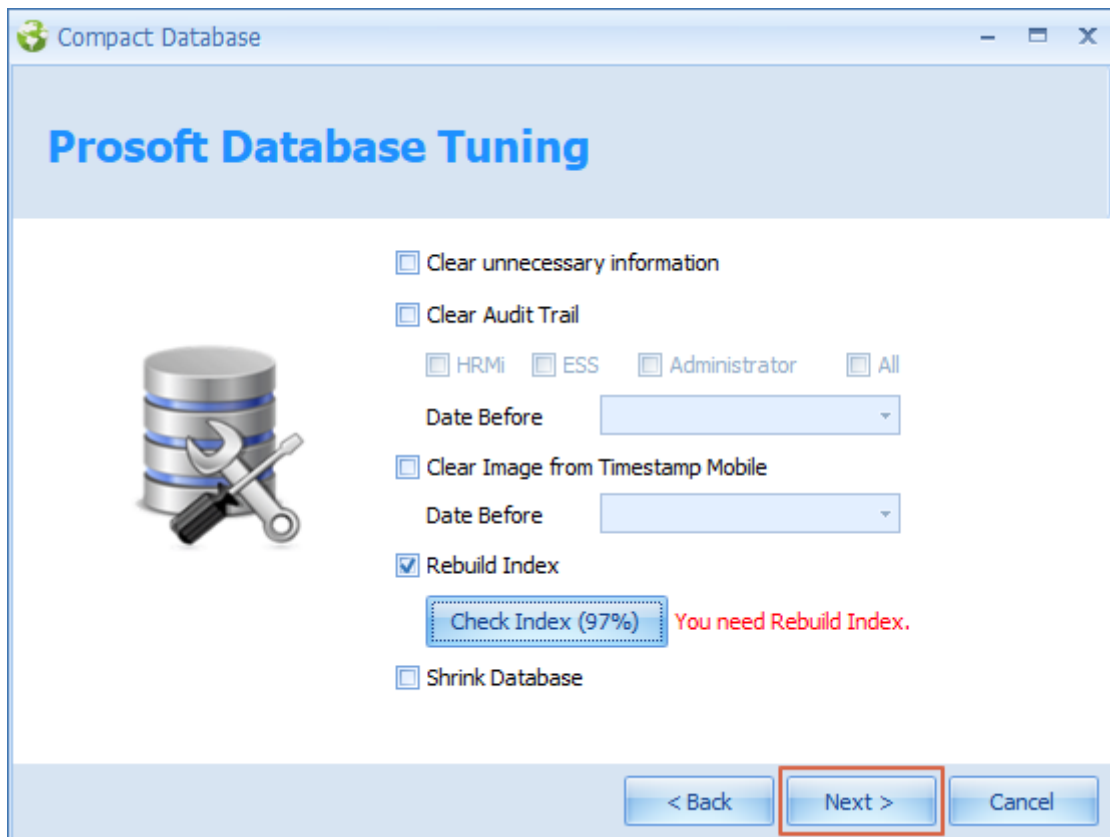 Compact Database
Prosoft Database Tuning
Clear unnecessary information
Clear Audit Trail
HRMi ESS Administrator All
Date Before
Clear Image from Timestamp Mobile
Date Before
Rebuild Index
Check Index (97%) You need Rebuild Index.
Shrink Database
< Back Next > Cancel